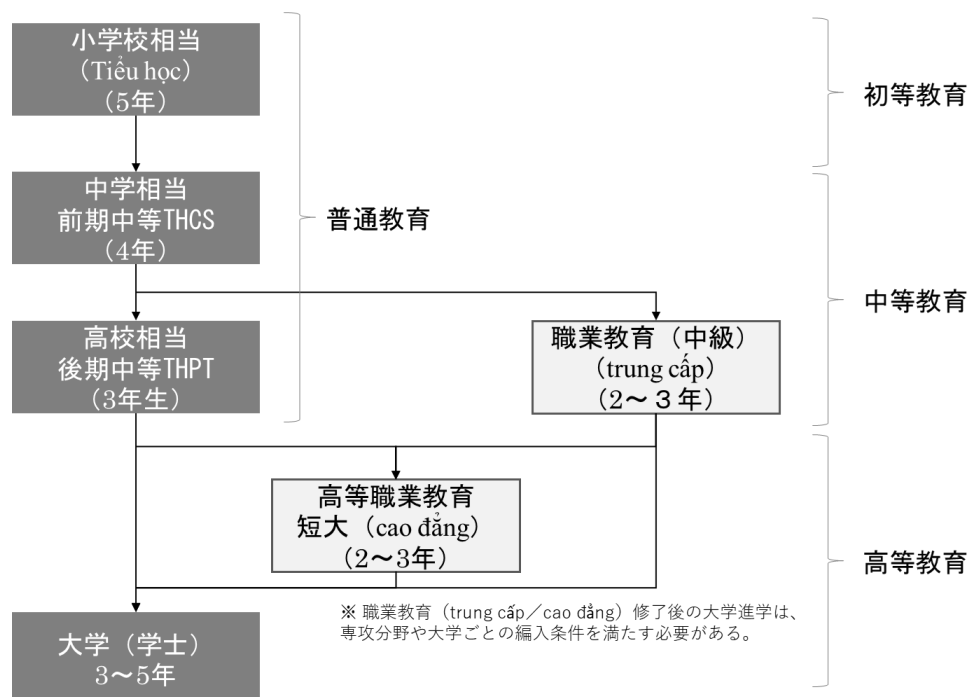 小学校相当
（Tiểu học）
（5年）
初等教育
中学相当
前期中等THCS
（4年）
普通教育
中等教育
高校相当
後期中等THPT
（3年生）
職業教育（中級）
（trung cấp）
（2～３年）
高等職業教育
短大（cao đẳng）
（2～3年）
高等教育
※ 職業教育（trung cấp／cao đẳng）修了後の大学進学は、
専攻分野や大学ごとの編入条件を満たす必要がある。
大学（学士）
3～5年